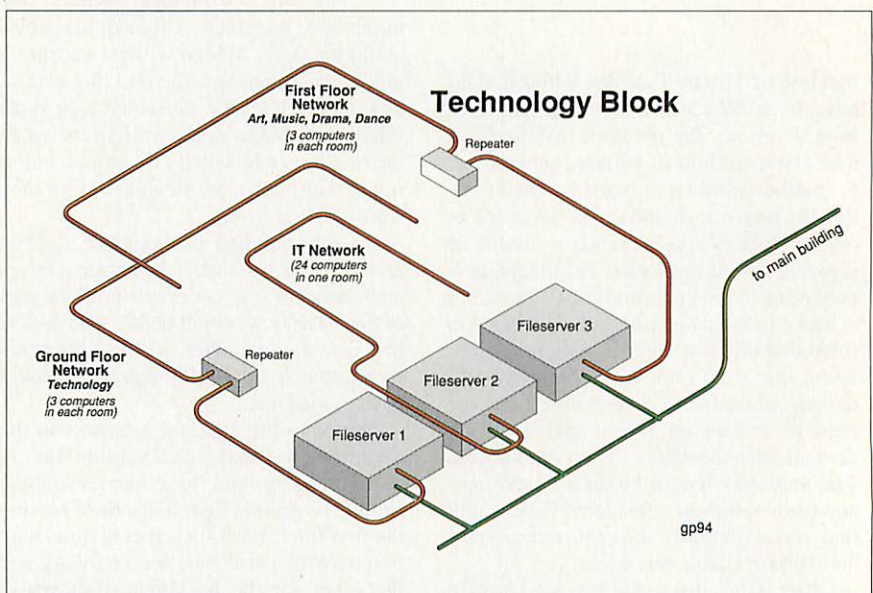 Technology Block
First Floor
Network
Art, Music, Drama, Dance
(3 computers
in each room)
Repeater
IT Network
(24 computers
in one room)
to main building
Ground Floor
Network
Technology
(3 computers
in each room)
Repeater
Fileserver 3
Fileserver 2
Fileserver 1
gp94